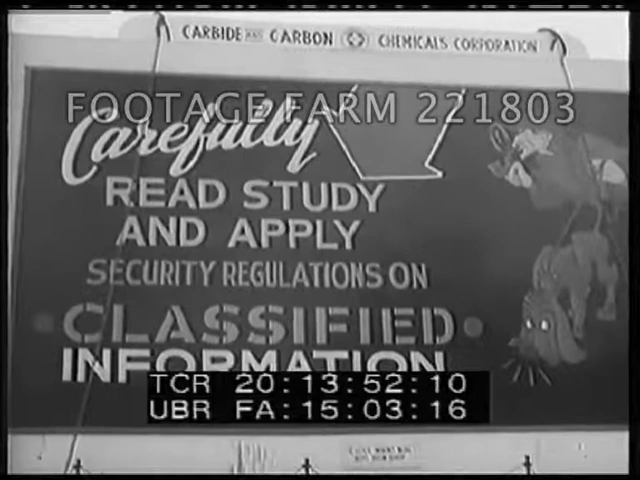 CARBIDE AND CARBON CHEMICALS CORPORATION
FOOTAGE FARM 221803
Carefully
READ STUDY
AND APPLY
SECURITY REGULATIONS ON
CLASSIFIED
INFORMATION
TCR 20:13:52:10
UBR FA:15:03:16